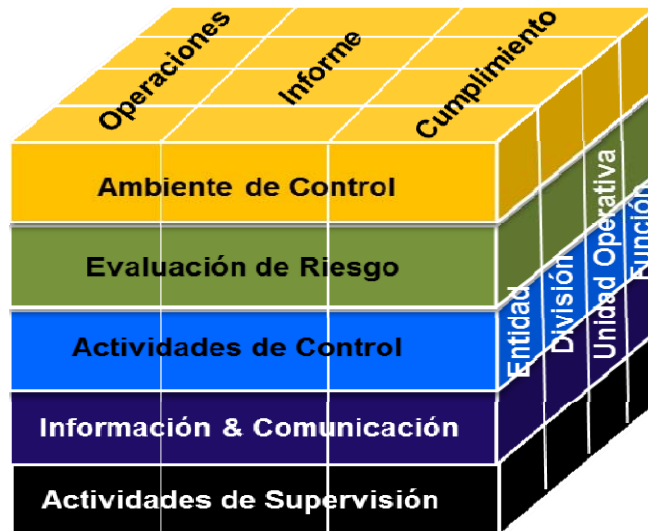 Operaciones
Informe
Cumplimiento
Ambiente de Control
Evaluación de Riesgo
Actividades de Control
Información & Comunicación
Actividades de Supervisión
Entidad
División
Unidad Operativa
Función